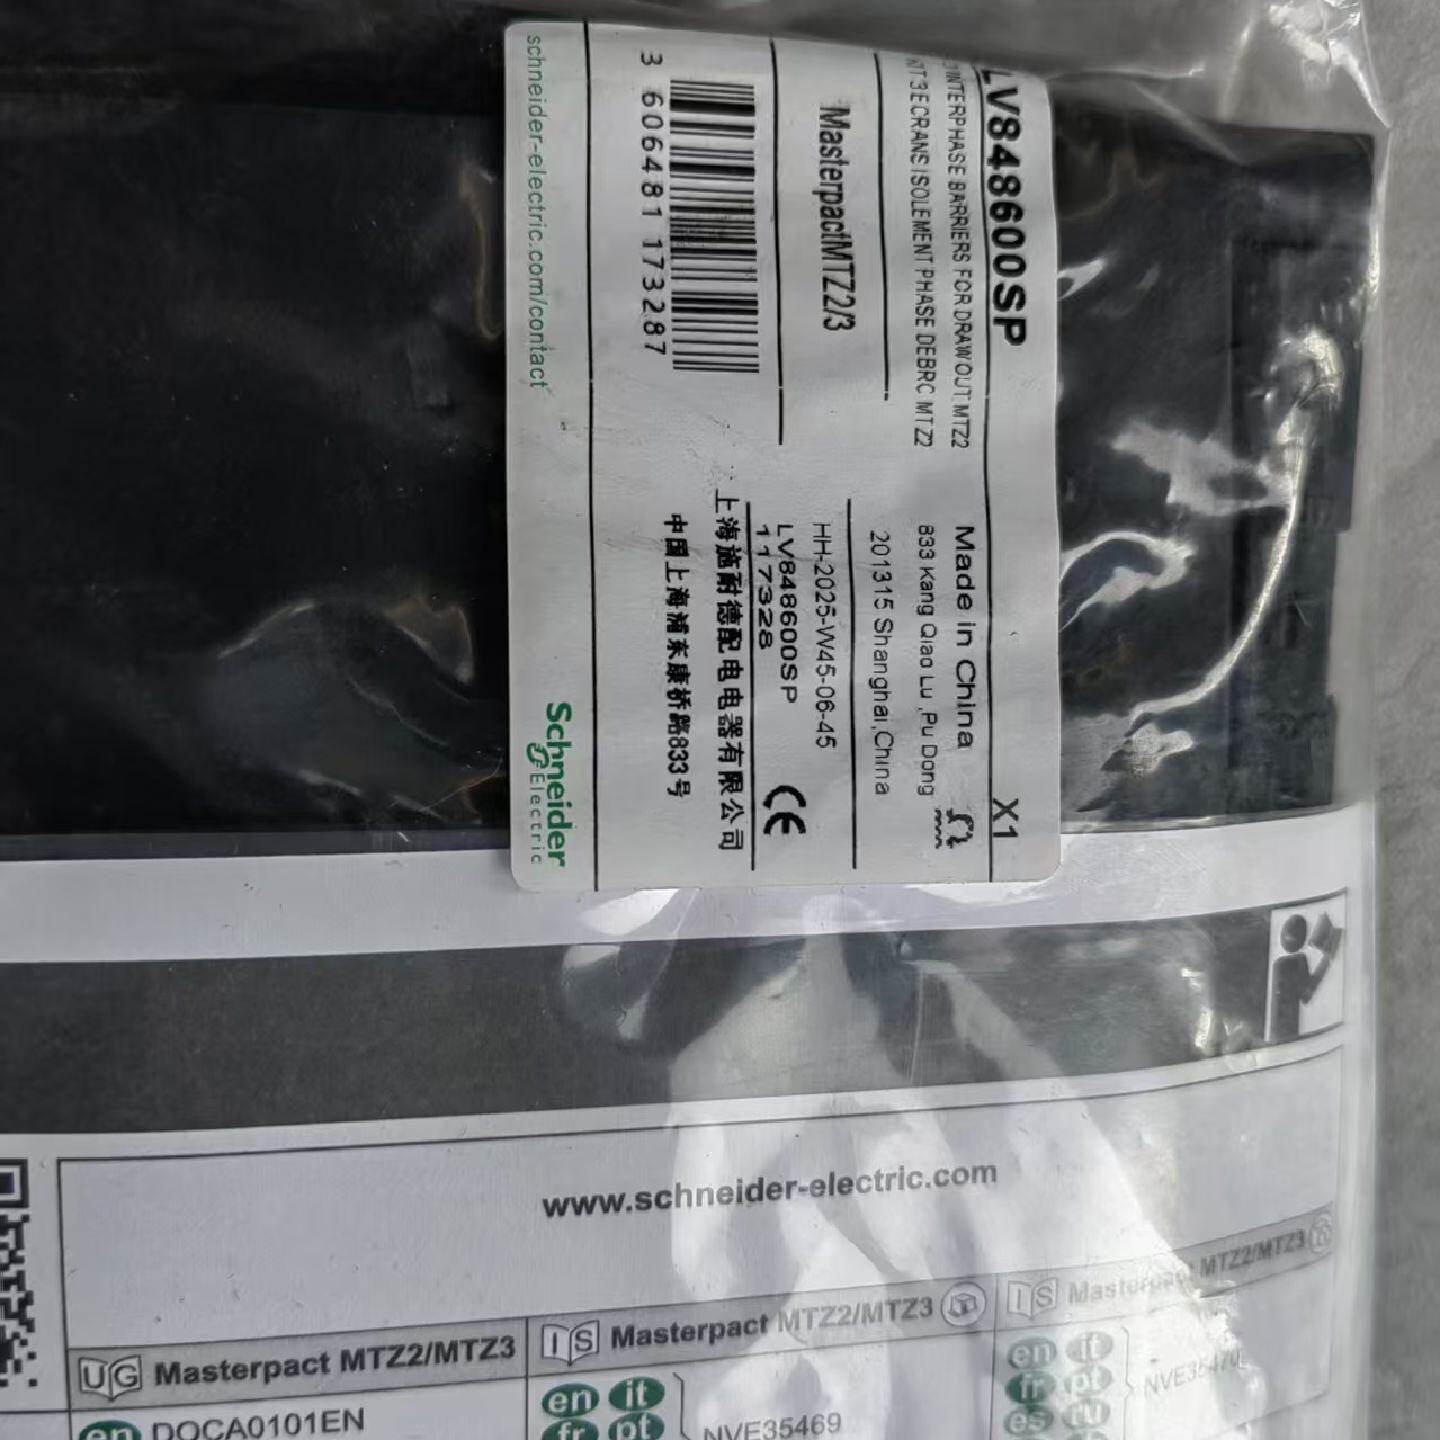 LV848600SP
X1
INTERPHASE BARRIERS FOR DRAWOUT MTZ2
3ECRANS ISOLEMENT PHASE DEBRC MTZ2
Made in China
833 Kang Qiao Lu ,Pu Dong
201315 Shanghai,China
MasterpactMTZ2/3
HH-2025-W45-06-45
LV848600SP
117328
CE
3 606481 173287
上海施耐德配电电器有限公司
中国上海浦东康桥路833号
schneider-electric.com/contact
Schneider
Electric
www.schneider-electric.com
UG Masterpact MTZ2/MTZ3
IS Masterpact MTZ2/MTZ3
IS Masterpact MTZ2/MTZ3
en DOCA0101EN
en it
fr pt
NVE35469
en it
fr pt
es ru
NVE35470